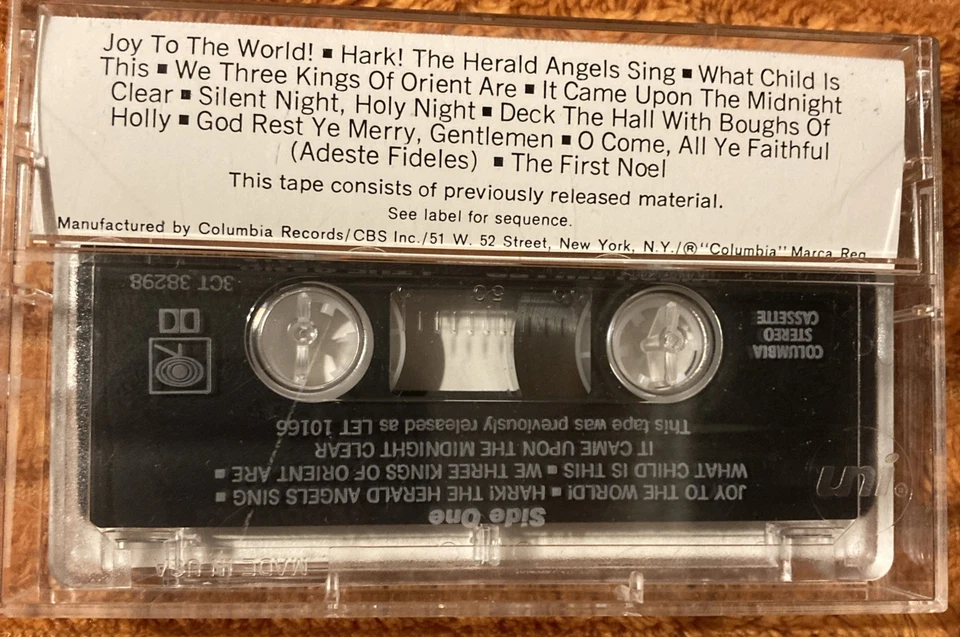 Joy To The World! ▪ Hark! The Herald Angels Sing ▪ What Child Is
This ▪ We Three Kings Of Orient Are ▪ It Came Upon The Midnight
Clear ▪ Silent Night, Holy Night ▪ Deck The Hall With Boughs Of
Holly ▪ God Rest Ye Merry, Gentlemen ▪ O Come, All Ye Faithful
(Adeste Fideles) ▪ The First Noel
This tape consists of previously released material.
See label for sequence.
Manufactured by Columbia Records/CBS Inc./51 W. 52 Street, New York, N.Y./®"Columbia" Marca Reg.
Side One
JOY TO THE WORLD! ▪ HARK! THE HERALD ANGELS SING ▪
WHAT CHILD IS THIS ▪ WE THREE KINGS OF ORIENT ARE ▪
IT CAME UPON THE MIDNIGHT CLEAR
This tape was previously released as LET 10166
COLUMBIA
STEREO
CASSETTE
3CT 38298
50
0
uni.
MADE IN USA